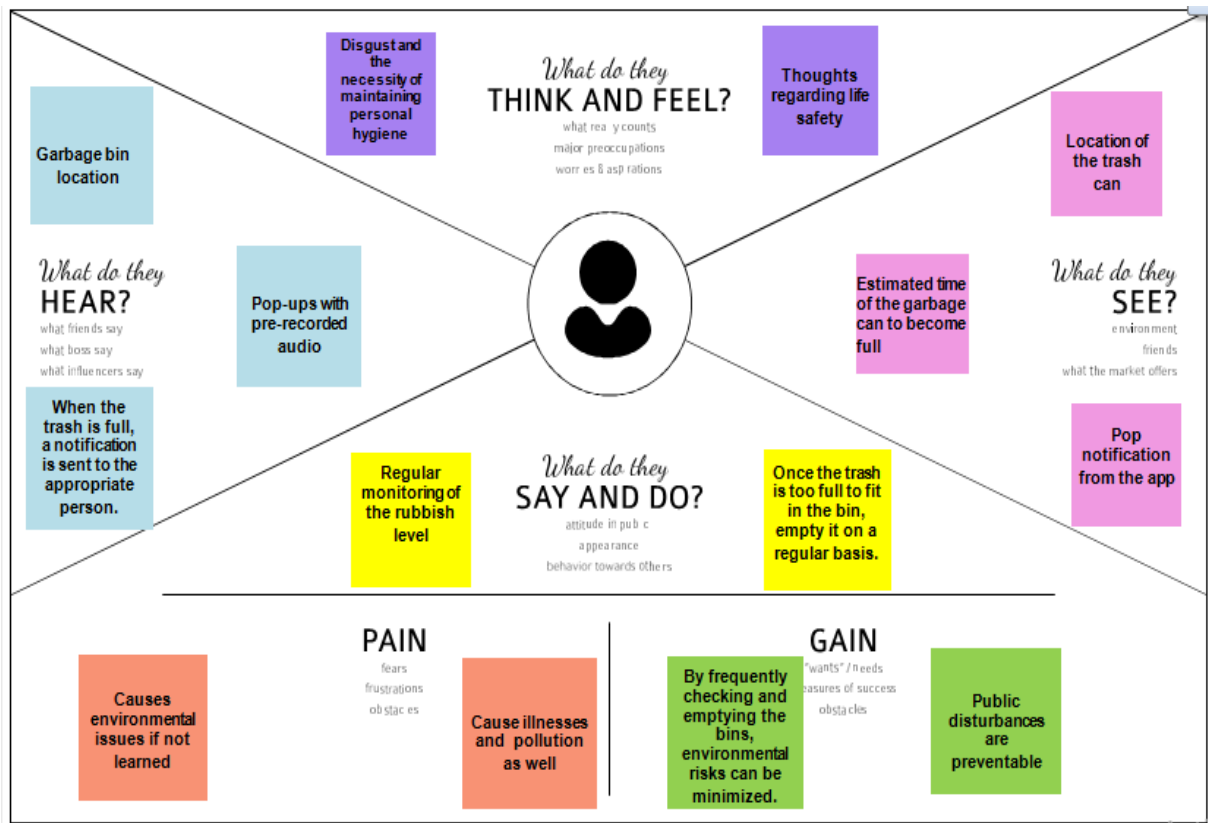 Disgust and
the
necessity of
maintaining
personal
hygiene
What do they
THINK AND FEEL?
what rea y counts
major preoccupations
worr es & asp rations
Thoughts
regarding life
safety
Garbage bin
location
What do they
HEAR?
what friends say
what boss say
what influencers say
Pop-ups with
pre-recorded
audio
When the
trash is full,
a notification
is sent to the
appropriate
person.
Location of
the trash
can
Estimated time
of the garbage
can to become
full
What do they
SEE?
environment
friends
what the market offers
Pop
notification
from the app
Regular
monitoring of
the rubbish
level
What do they
SAY AND DO?
attitude in pub c
appearance
behavior towards others
Once the trash
is too full to fit
in the bin,
empty it on a
regular basis.
PAIN
fears
frustrations
obstac es
Causes
environmental
issues if not
learned
Cause illnesses
and pollution
as well
GAIN
"wants" / needs
easures of success
obstacles
By frequently
checking and
emptying the
bins,
environmental
risks can be
minimized.
Public
disturbances
are
preventable